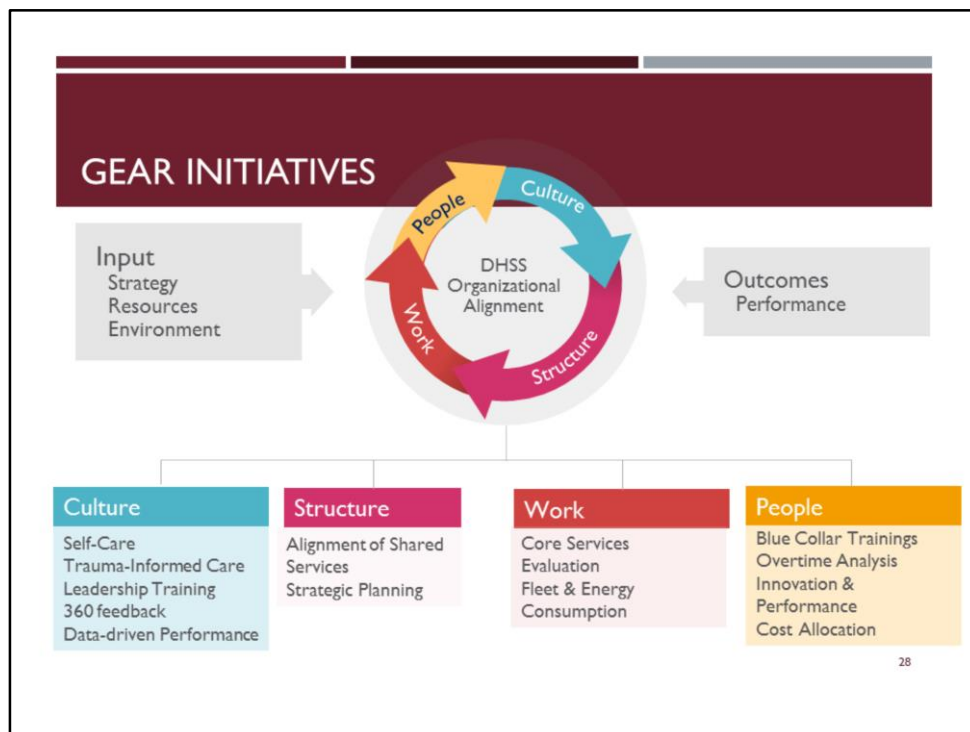 GEAR INITIATIVES
People
Culture
Structure
Work
DHSS
Organizational
Alignment
Input
Strategy
Resources
Environment
Outcomes
Performance
Culture
Self-Care
Trauma-Informed Care
Leadership Training
360 feedback
Data-driven Performance
Structure
Alignment of Shared
Services
Strategic Planning
Work
Core Services
Evaluation
Fleet & Energy
Consumption
People
Blue Collar Trainings
Overtime Analysis
Innovation &
Performance
Cost Allocation
28